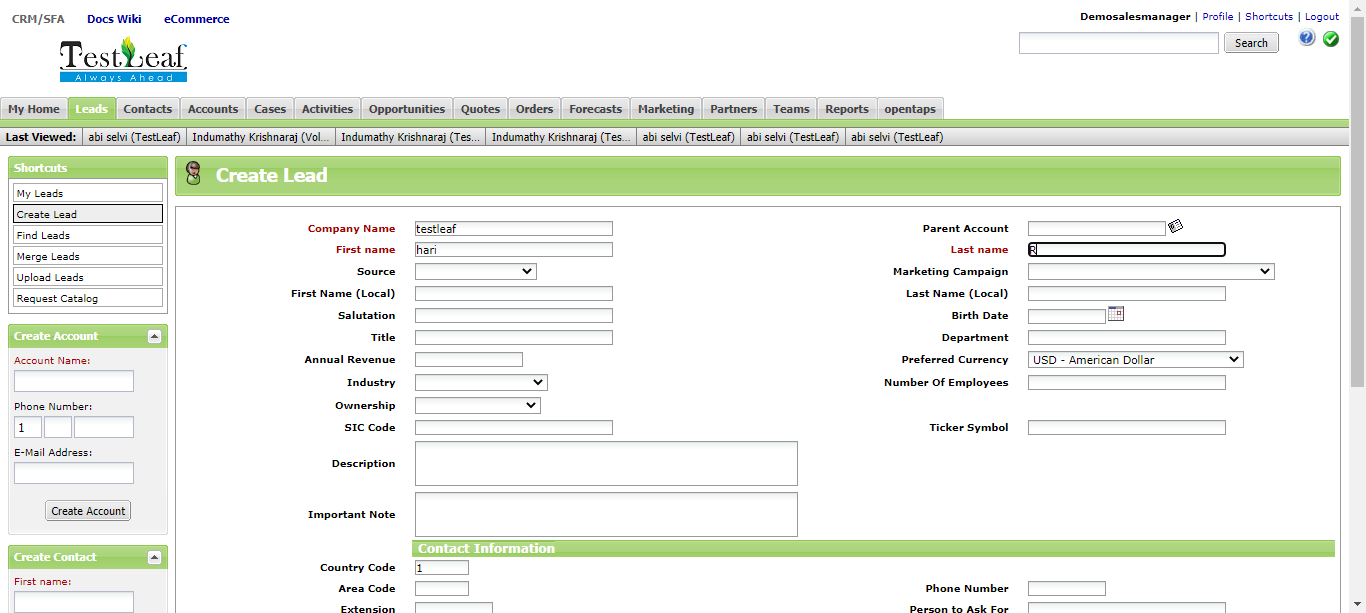 CRM/SFA Docs Wiki eCommerce
Demosalesmanager | Profile | Shortcuts | Logout
TestLeaf
Always Ahead
Search
?
My Home Leads Contacts Accounts Cases Activities Opportunities Quotes Orders Forecasts Marketing Partners Teams Reports opentaps
Last Viewed: abi selvi (TestLeaf) Indumathy Krishnaraj (Vol... Indumathy Krishnaraj (Tes... Indumathy Krishnaraj (Tes... abi selvi (TestLeaf) abi selvi (TestLeaf) abi selvi (TestLeaf)
Shortcuts
My Leads
Create Lead
Find Leads
Merge Leads
Upload Leads
Request Catalog
Create Account
Account Name:
Phone Number:
1
E-Mail Address:
Create Account
Create Contact
First name:
Create Lead
Company Name testleaf Parent Account
First name hari Last name R
Source Marketing Campaign
First Name (Local) Last Name (Local)
Salutation Birth Date
Title Department
Annual Revenue Preferred Currency USD - American Dollar
Industry Number Of Employees
Ownership
SIC Code Ticker Symbol
Description
Important Note
Contact Information
Country Code 1
Area Code Phone Number
Extension Person to Ask For